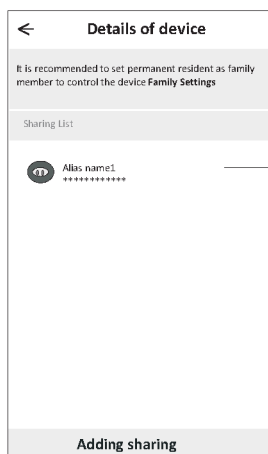 Details of device
It is recommended to set permanent resident as family
member to control the device Family Settings
Sharing List
Alias name1
************
Adding sharing